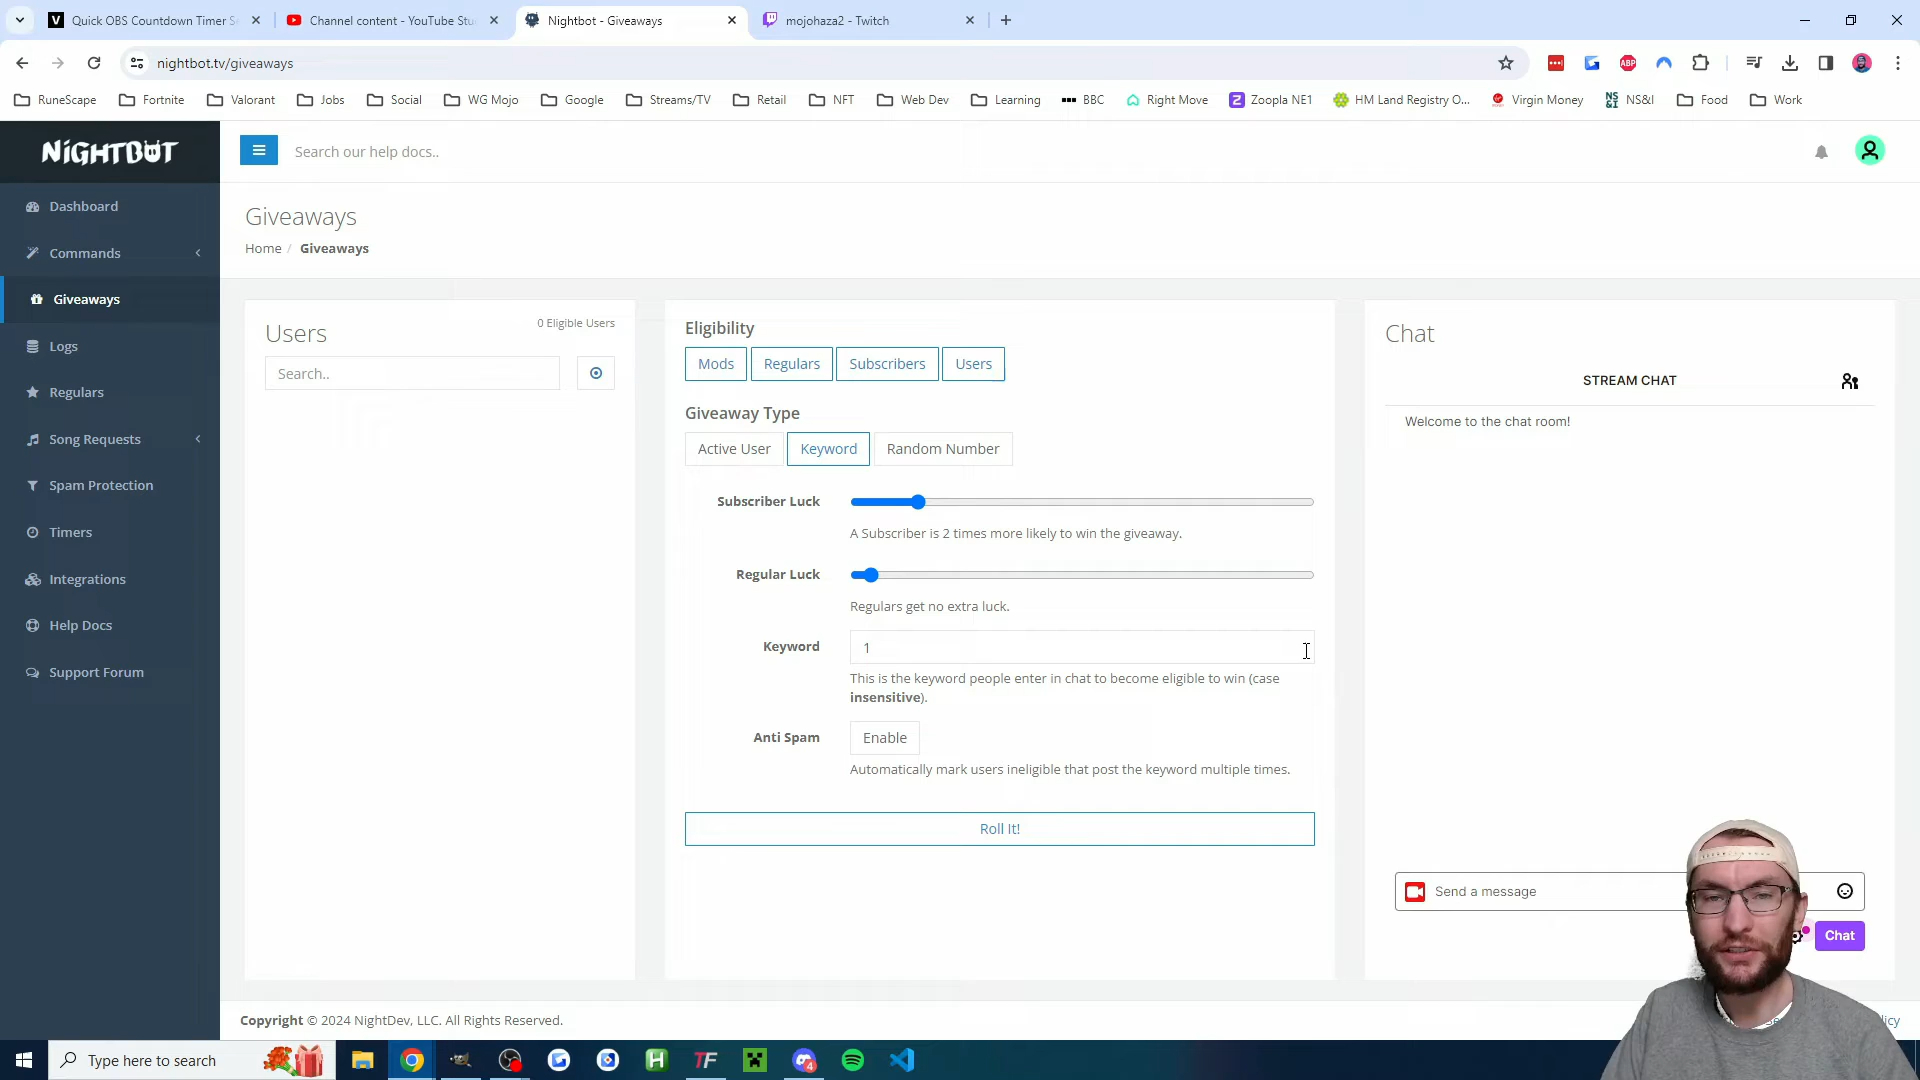 Quick OBS Countdown Timer S
Channel content - YouTube Stu
Nightbot - Giveaways
mojohaza2 - Twitch
nightbot.tv/giveaways
ABP
RuneScape
Fortnite
Valorant
Jobs
Social
WG Mojo
Google
Streams/TV
Retail
NFT
Web Dev
Learning
BBC
Right Move
Zoopla NE1
HM Land Registry O...
Virgin Money
NS&I
Food
Work
NIGHTBOT
Search our help docs..
Dashboard
Commands
Giveaways
Logs
Regulars
Song Requests
Spam Protection
Timers
Integrations
Help Docs
Support Forum
Giveaways
Home / Giveaways
Users
0 Eligible Users
Search..
Eligibility
Mods
Regulars
Subscribers
Users
Giveaway Type
Active User
Keyword
Random Number
Subscriber Luck
A Subscriber is 2 times more likely to win the giveaway.
Regular Luck
Regulars get no extra luck.
Keyword
1
This is the keyword people enter in chat to become eligible to win (case
insensitive).
Anti Spam
Enable
Automatically mark users ineligible that post the keyword multiple times.
Roll It!
Chat
STREAM CHAT
Welcome to the chat room!
Send a message
Chat
Copyright © 2024 NightDev, LLC. All Rights Reserved.
Type here to search